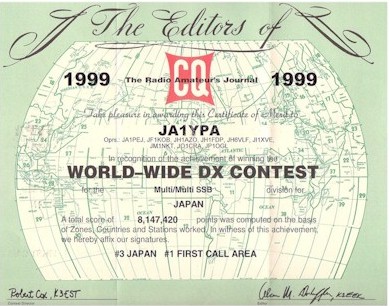 The Editors of
1999 CQ 1999
The Radio Amateur's Journal
Take pleasure in awarding this Certificate of Merit to
JA1YPA
Oprs.: JA1PEJ, JF1KOB, JH1AZO, JH1FDP, JH6VLF, JI1XVE,
JM1NKT, JO1CRA, JP1OGL
In recognition of the achievement of winning the
WORLD–WIDE DX CONTEST
for the Multi/Multi SSB division for
JAPAN
A total score of 8,147,420 points was computed on the basis
of Zones, Countries and Stations worked. In witness of this achievement,
we hereby affix our signatures.
#3 JAPAN #1 FIRST CALL AREA
Robert Cox, K3EST